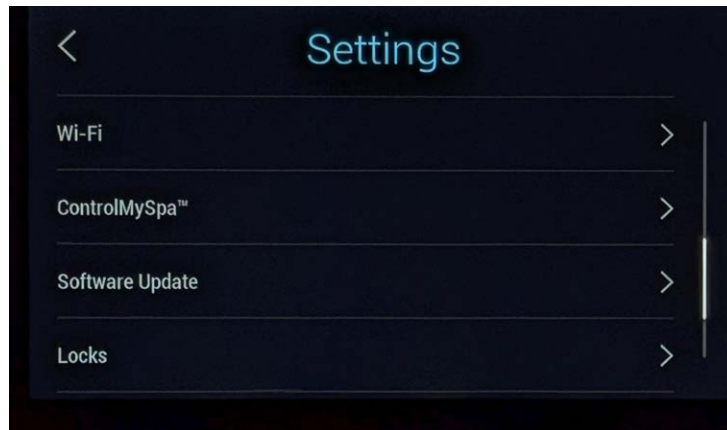 Settings
Wi-Fi
ControlMySpa™
Software Update
Locks